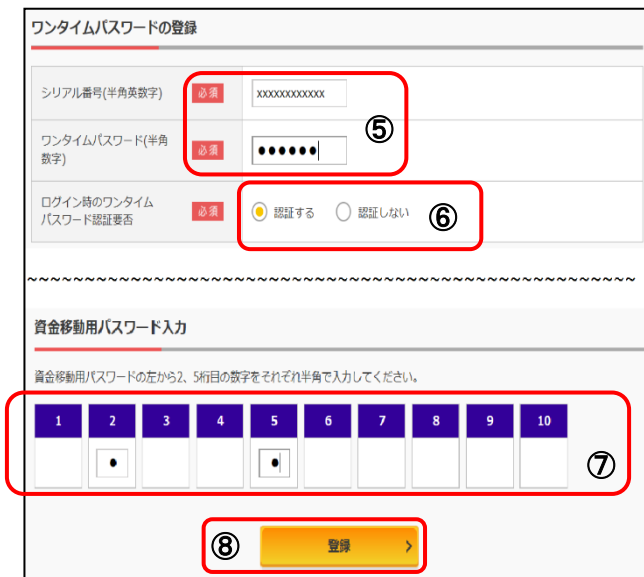 ワンタイムパスワードの登録
シリアル番号(半角英数字) 必須 xxxxxxxxxxxx
⑤
ワンタイムパスワード(半角
数字) 必須 ●●●●●●
ログイン時のワンタイム
パスワード認証要否 必須 認証する 認証しない ⑥
~~~~~~~~~~~~~~~~~~~~~~~~~~~~~~~~~~~~~~~~~~~~~~~~~~~~
資金移動用パスワード入力
資金移動用パスワードの左から2、5桁目の数字をそれぞれ半角で入力してください。
1 2 3 4 5 6 7 8 9 10
● ● ⑦
⑧ 登録 >